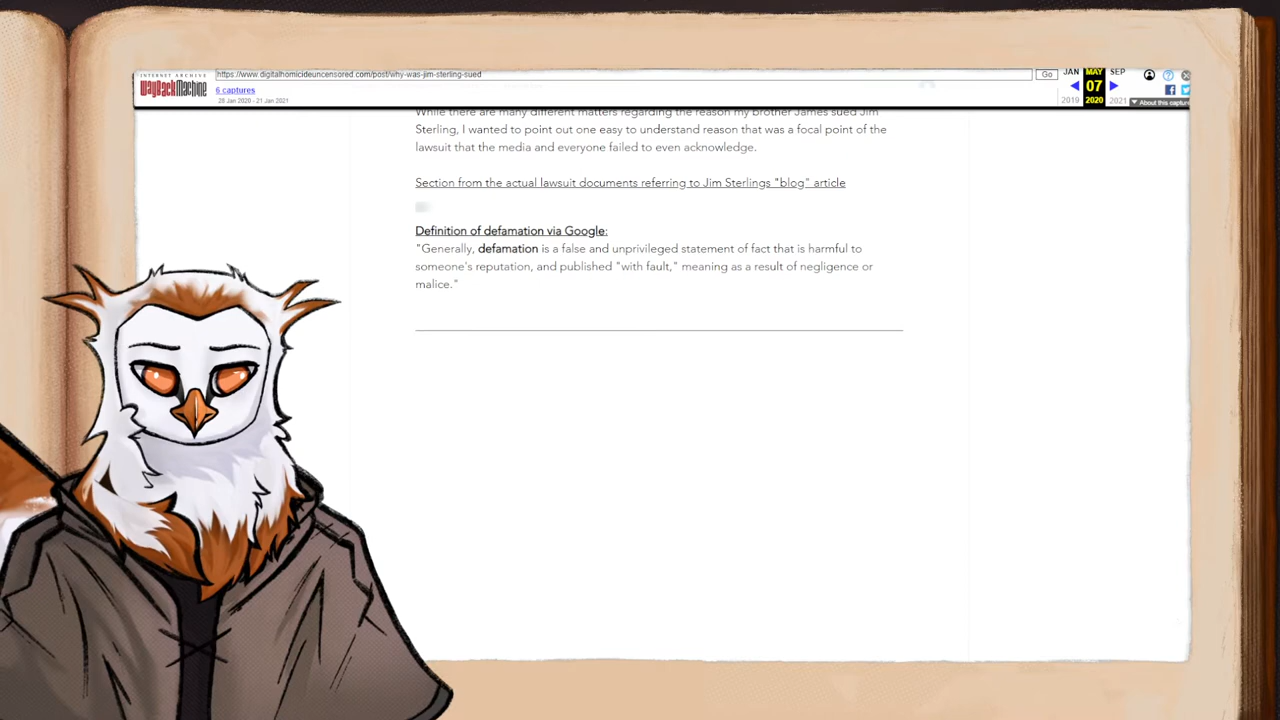 INTERNET ARCHIVE
WayBackMachine
https://www.digitalhomicideuncensored.com/post/why-was-jim-sterling-sued
Go
JAN MAY SEP
6 captures
07
28 Jan 2020 - 21 Jan 2021
2019 2020 2021
About this capture
While there are many different matters regarding the reason my brother James sued Jim
Sterling, I wanted to point out one easy to understand reason that was a focal point of the
lawsuit that the media and everyone failed to even acknowledge.
Section from the actual lawsuit documents referring to Jim Sterlings "blog" article
Definition of defamation via Google:
"Generally, defamation is a false and unprivileged statement of fact that is harmful to
someone's reputation, and published "with fault," meaning as a result of negligence or
malice."